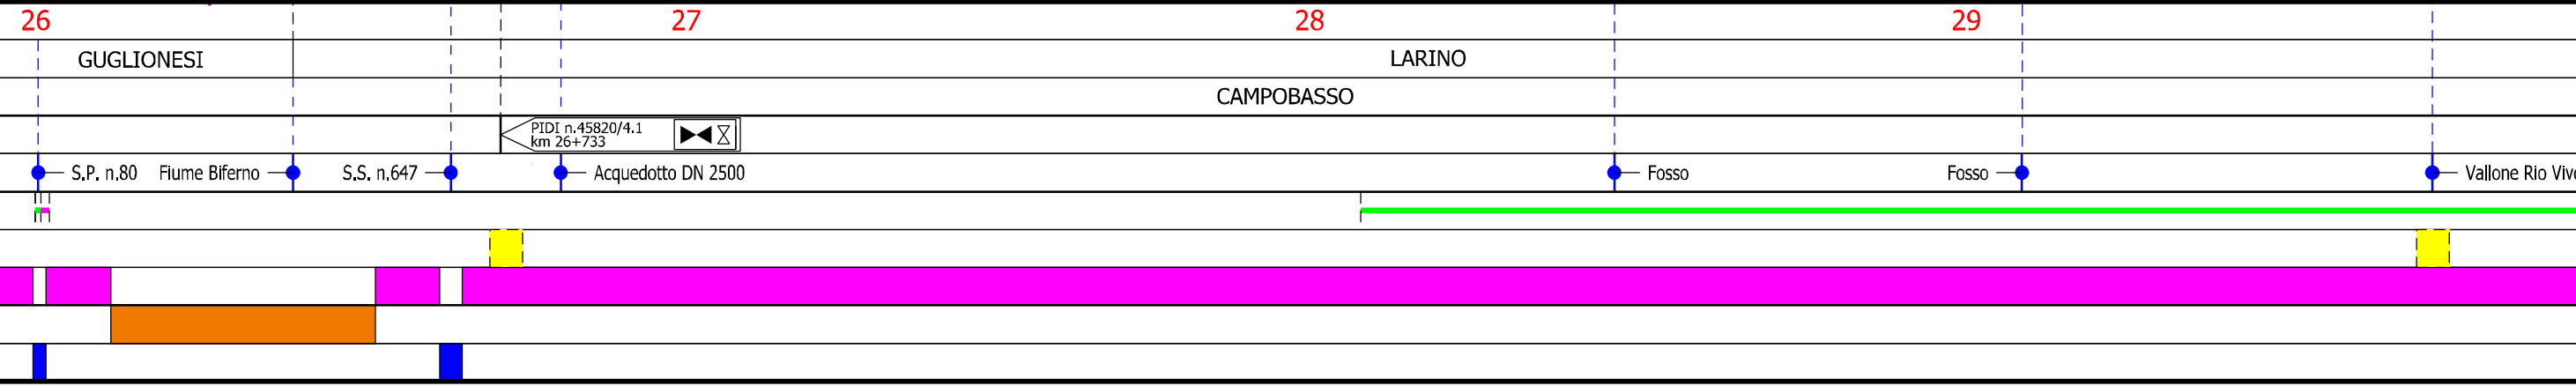 26 27 28 29
GUGLIONESI LARINO
CAMPOBASSO
PIDI n.45820/4.1
km 26+733
S.P. n.80 Fiume Biferno S.S. n.647 Acquedotto DN 2500 Fosso Fosso Vallone Rio